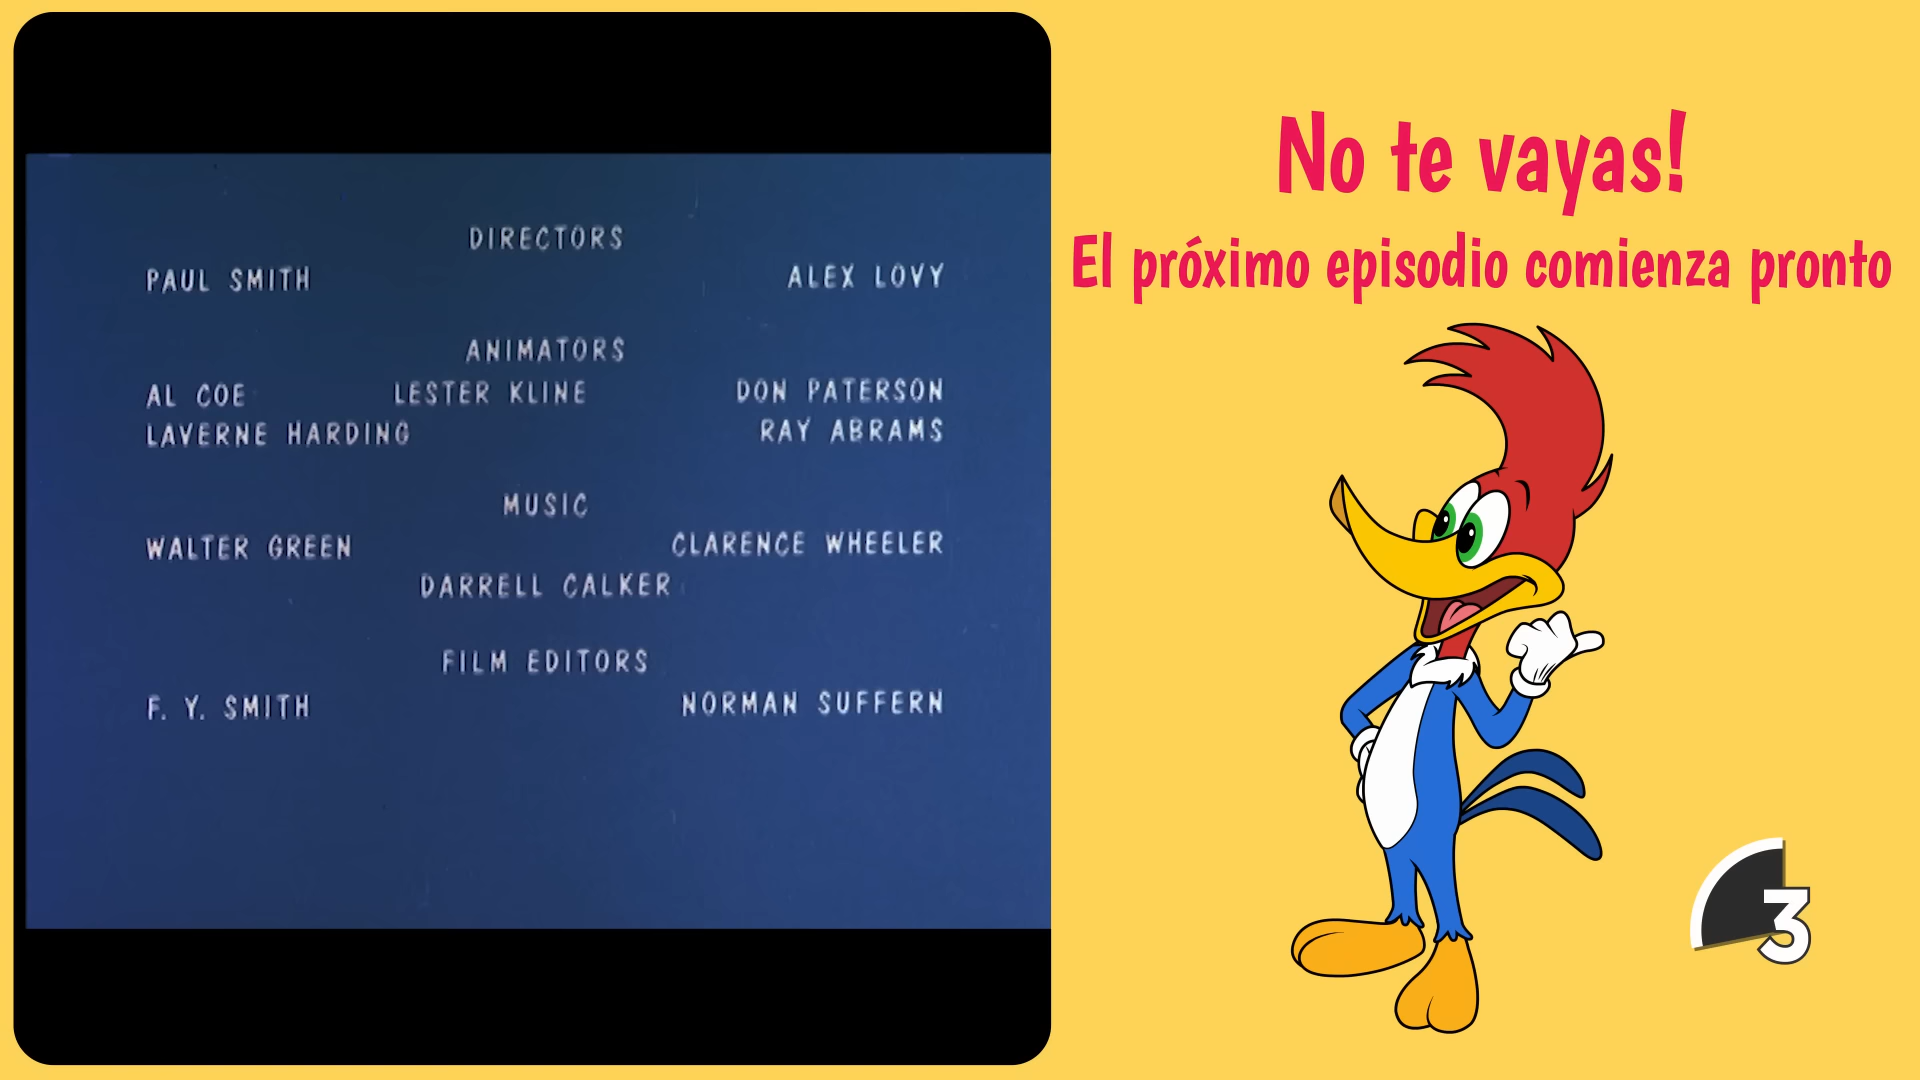 DIRECTORS
PAUL SMITH ALEX LOVY
ANIMATORS
AL COE LESTER KLINE DON PATERSON
LAVERNE HARDING RAY ABRAMS
MUSIC
WALTER GREEN CLARENCE WHEELER
DARRELL CALKER
FILM EDITORS
F. Y. SMITH NORMAN SUFFERN
No te vayas!
El próximo episodio comienza pronto
3